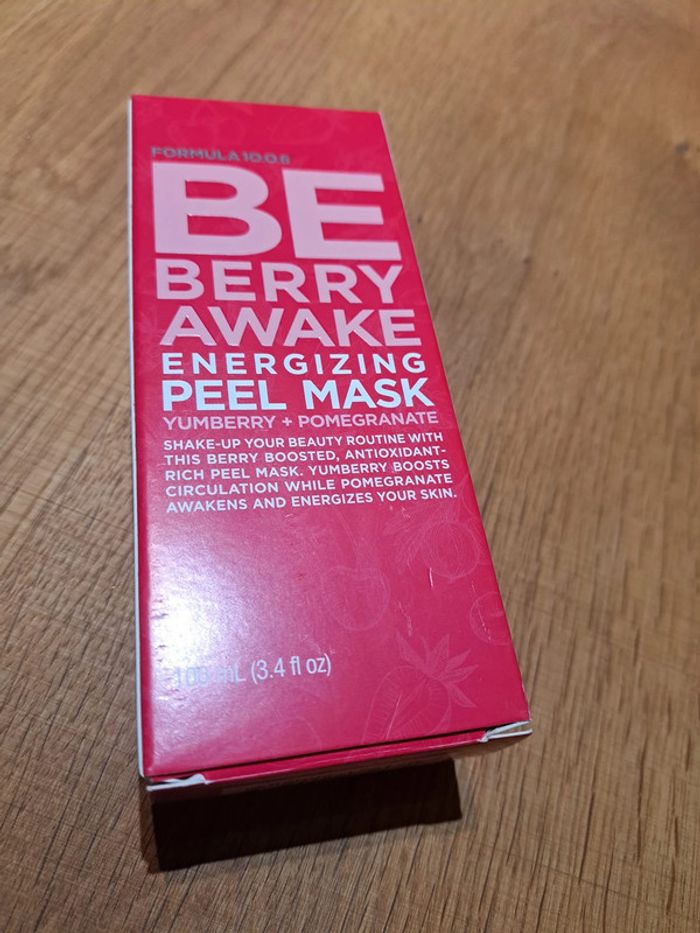 FORMULA 10.0.6
BE
BERRY
AWAKE
ENERGIZING
PEEL MASK
YUMBERRY + POMEGRANATE
SHAKE-UP YOUR BEAUTY ROUTINE WITH
THIS BERRY BOOSTED, ANTIOXIDANT-
RICH PEEL MASK. YUMBERRY BOOSTS
CIRCULATION WHILE POMEGRANATE
AWAKENS AND ENERGIZES YOUR SKIN.
100 mL (3.4 fl oz)